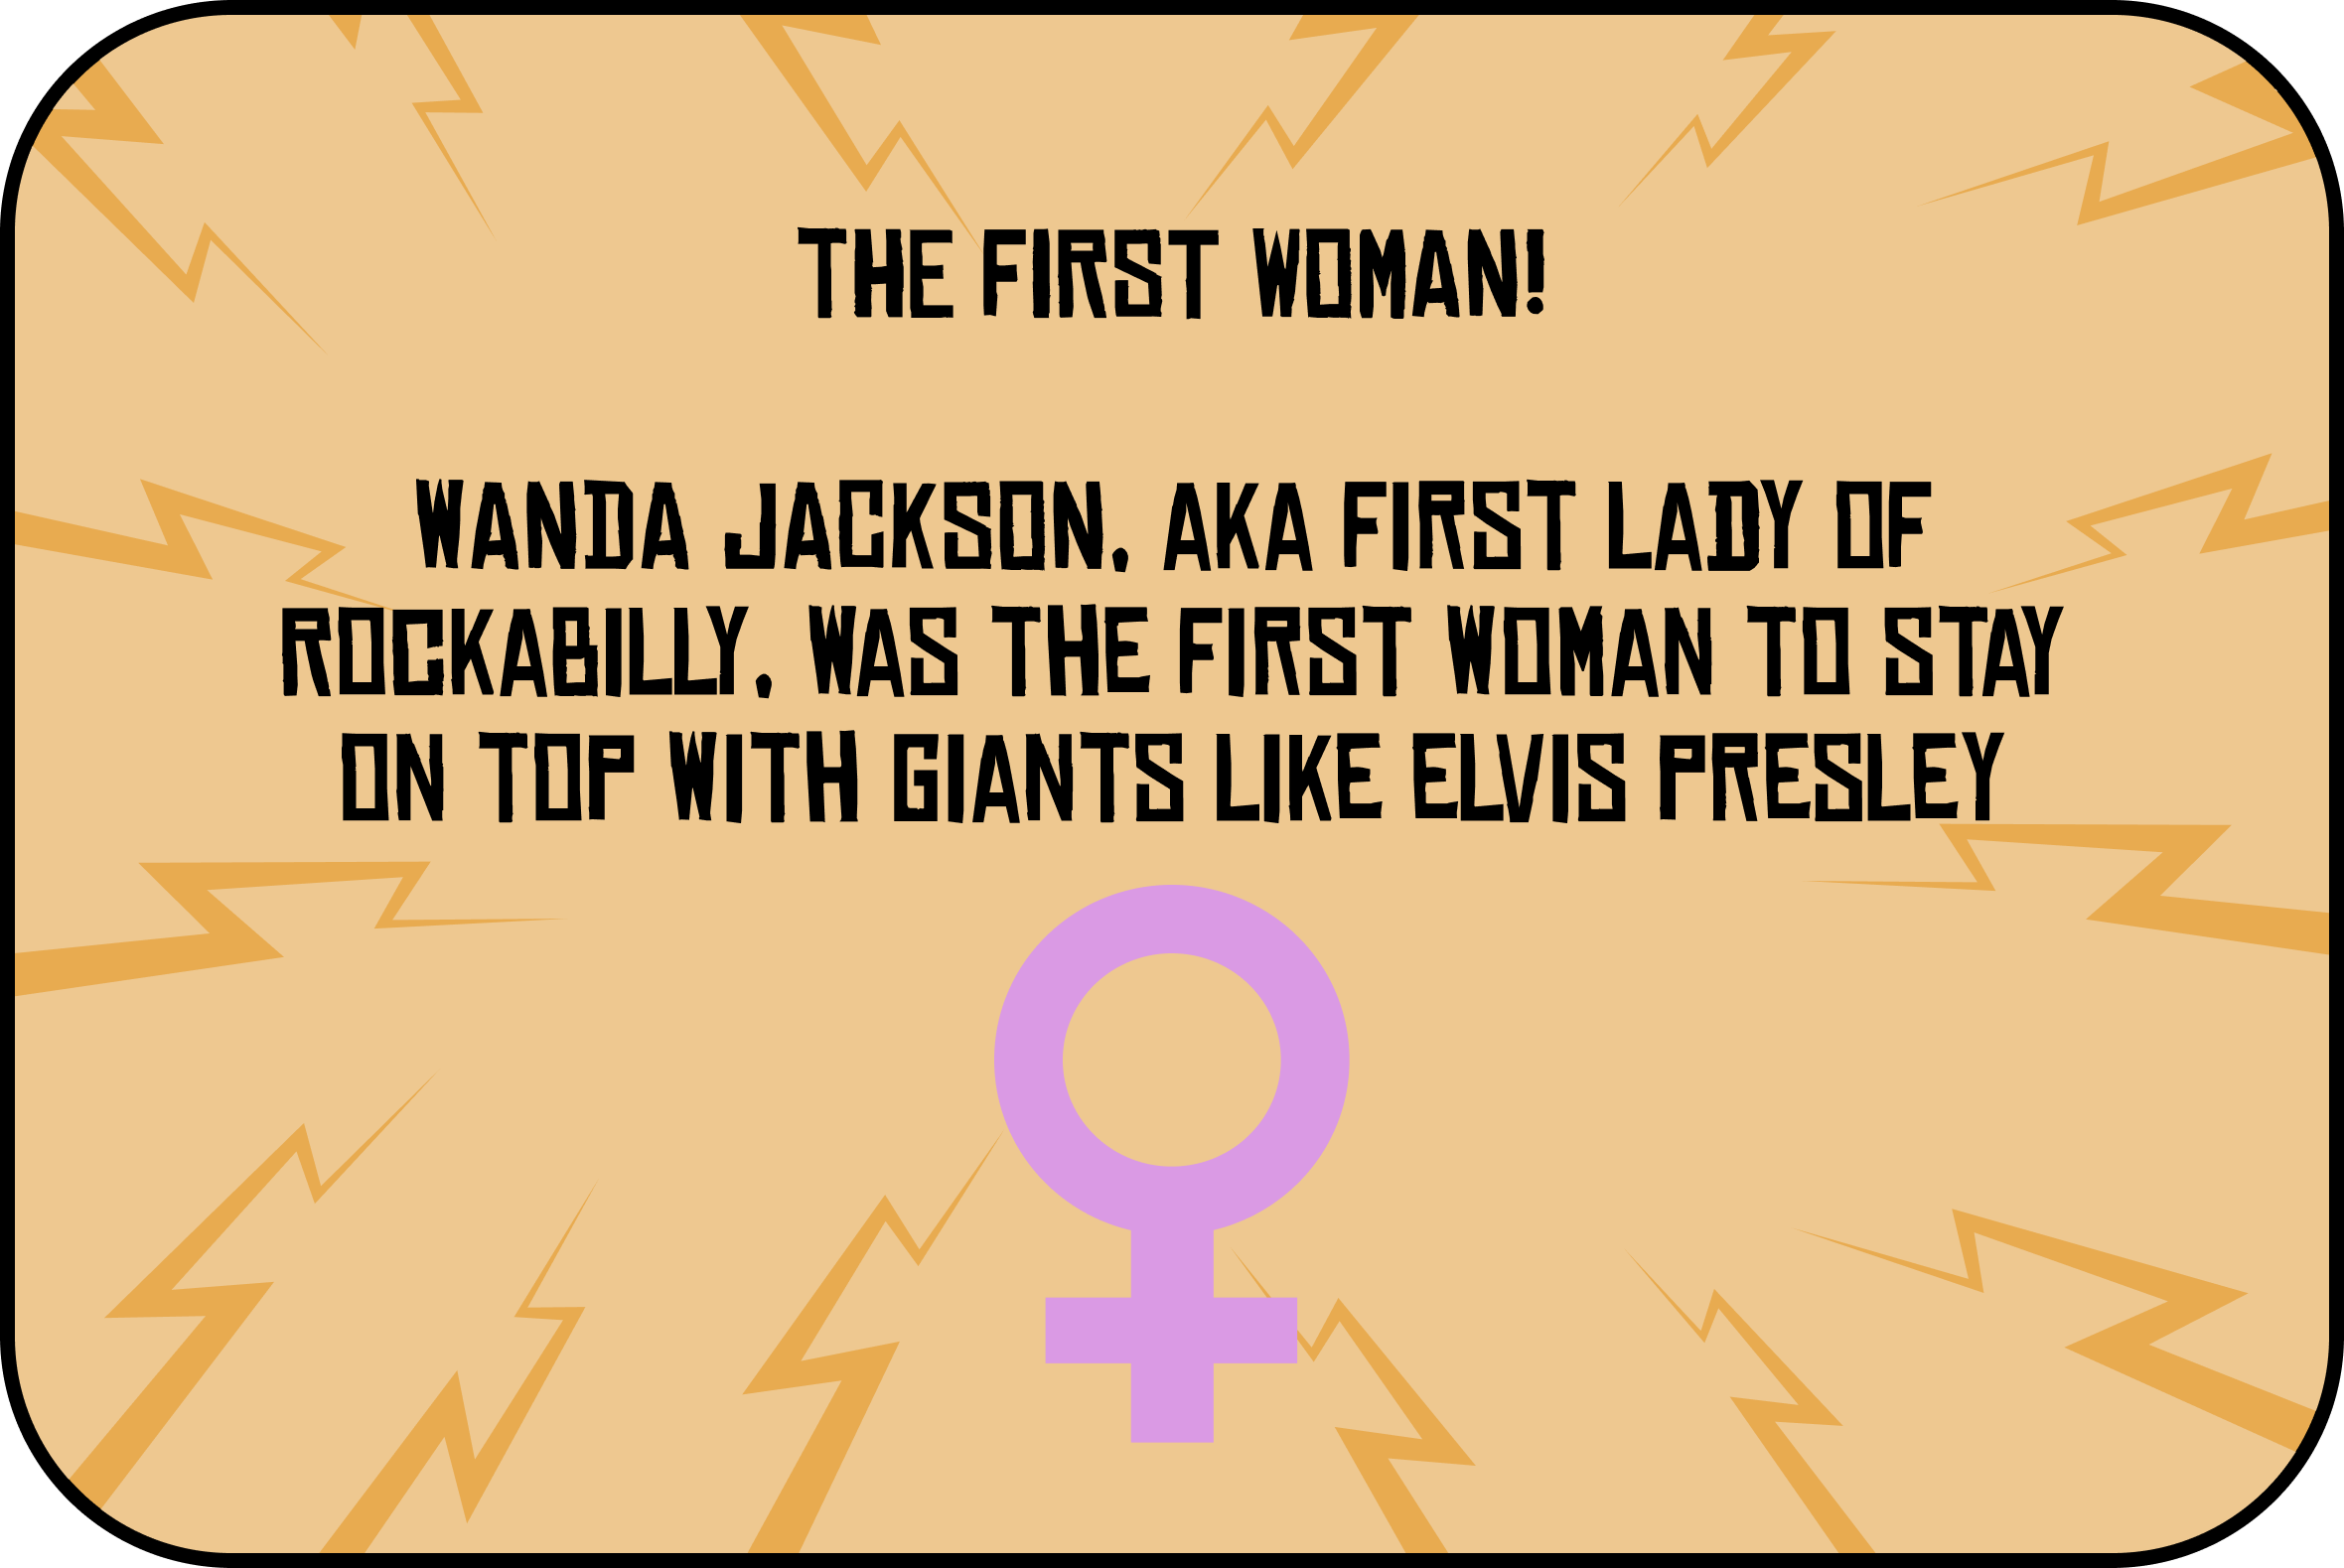 THE FIRST WOMAN!
WANDA JACKSON, AKA FIRST LADY OF
ROCKABILLY, WAS THE FIRST WOMAN TO STAY
ON TOP WITH GIANTS LIKE ELVIS PRESLEY